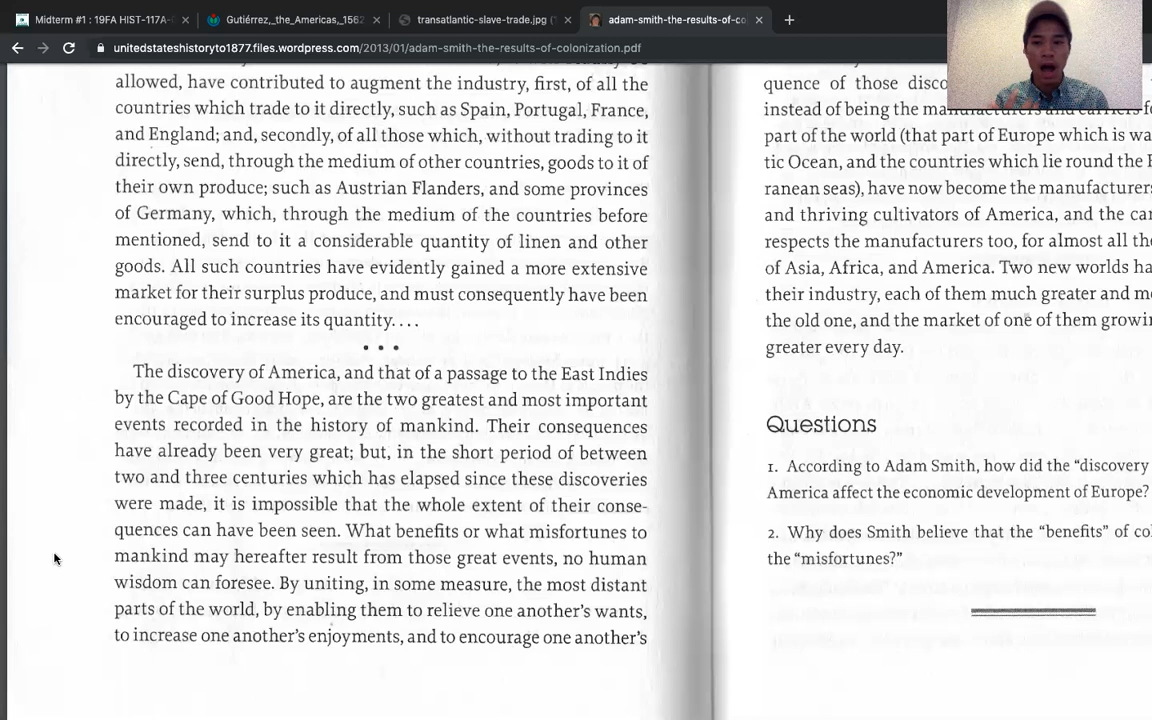 Midterm #1 : 19FA HIST-117A-
Gutiérrez,_the_Americas,_1562
transatlantic-slave-trade.jpg (
adam-smith-the-results-of-co
unitedstateshistoryto1877.files.wordpress.com/2013/01/adam-smith-the-results-of-colonization.pdf
allowed, have contributed to augment the industry, first, of all the
countries which trade to it directly, such as Spain, Portugal, France,
and England; and, secondly, of all those which, without trading to it
directly, send, through the medium of other countries, goods to it of
their own produce; such as Austrian Flanders, and some provinces
of Germany, which, through the medium of the countries before
mentioned, send to it a considerable quantity of linen and other
goods. All such countries have evidently gained a more extensive
market for their surplus produce, and must consequently have been
encouraged to increase its quantity....
• • •
The discovery of America, and that of a passage to the East Indies
by the Cape of Good Hope, are the two greatest and most important
events recorded in the history of mankind. Their consequences
have already been very great; but, in the short period of between
two and three centuries which has elapsed since these discoveries
were made, it is impossible that the whole extent of their conse-
quences can have been seen. What benefits or what misfortunes to
mankind may hereafter result from those great events, no human
wisdom can foresee. By uniting, in some measure, the most distant
parts of the world, by enabling them to relieve one another's wants,
to increase one another's enjoyments, and to encourage one another's
quence of those disco
instead of being the
part of the world (that part of Europe which is wa
tic Ocean, and the countries which lie round the
ranean seas), have now become the manufacturer
and thriving cultivators of America, and the car
respects the manufacturers too, for almost all th
of Asia, Africa, and America. Two new worlds ha
their industry, each of them much greater and m
the old one, and the market of one of them growi
greater every day.
Questions
1. According to Adam Smith, how did the "discovery
America affect the economic development of Europe?
2. Why does Smith believe that the "benefits" of co
the "misfortunes?"